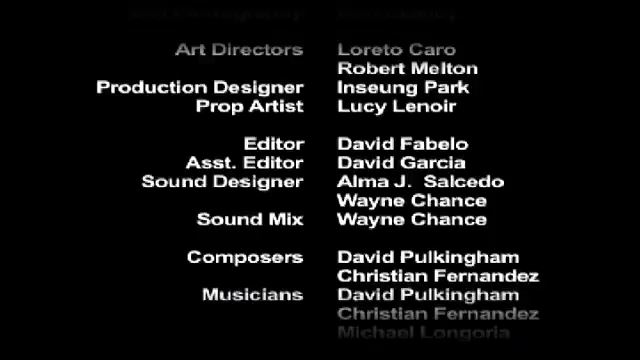 Art Directors Loreto Caro
Robert Melton
Production Designer Inseung Park
Prop Artist Lucy Lenoir
Editor David Fabelo
Asst. Editor David Garcia
Sound Designer Alma J. Salcedo
Wayne Chance
Sound Mix Wayne Chance
Composers David Pulkingham
Christian Fernandez
Musicians David Pulkingham
Christian Fernandez
Michael Longoria